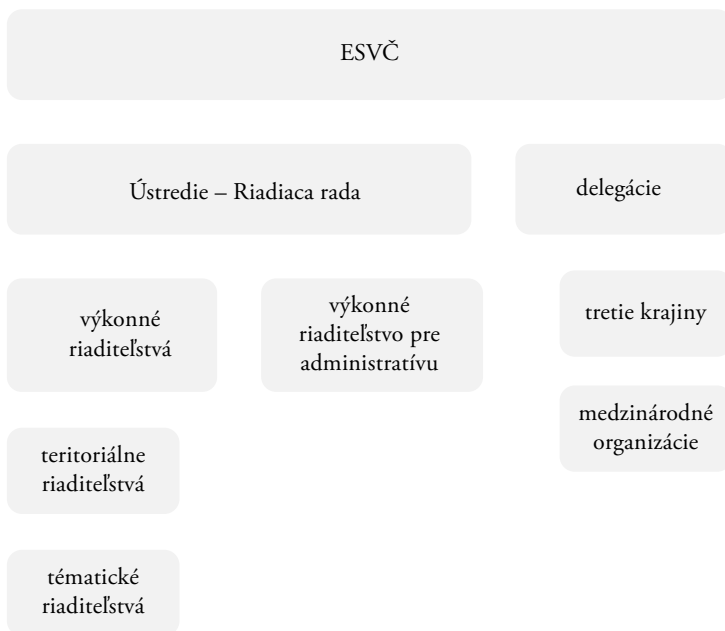 ESVČ
Ústredie – Riadiaca rada
delegácie
výkonné
riaditeľstvá
výkonné
riaditeľstvo pre
administratívu
tretie krajiny
medzinárodné
organizácie
teritoriálne
riaditeľstvá
tématické
riaditeľstvá